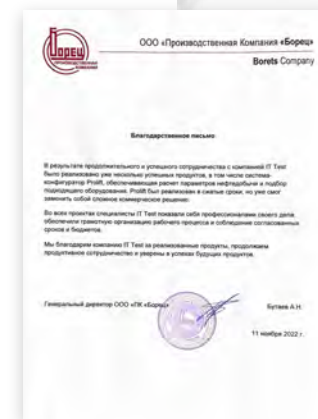 Борец
ПРОИЗВОДСТВЕННАЯ
КОМПАНИЯ
ООО «Производственная Компания «Борец»
Borets Company
Благодарственное письмо
В результате продолжительного и успешного сотрудничества с компанией IT Test
было реализовано уже несколько успешных продуктов, в том числе система-
конфигуратор Prolift, обеспечивающая расчет параметров нефтедобычи и подбор
подходящего оборудования. Prolift был реализован в сжатые сроки, но уже смог
заменить собой сложное коммерческое решение.
Во всех проектах специалисты IT Test показали себя профессионалами своего дела,
обеспечили грамотную организацию рабочего процесса и соблюдение согласованных
сроков и бюджетов.
Мы благодарим компанию IT Test за реализованные продукты, продолжаем
продуктивное сотрудничество и уверены в успехах будущих продуктов.
Генеральный директор ООО «ПК «Борец»
Бутаев А.Н.
11 ноября 2022 г.